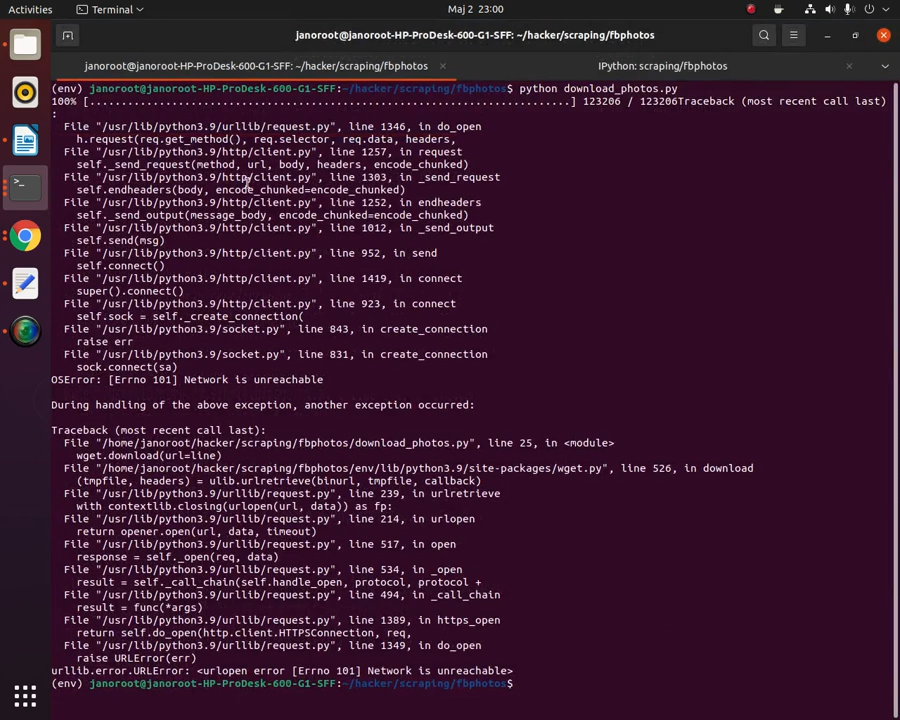 Activities Terminal Maj 2 23:00
janoroot@janoroot-HP-ProDesk-600-G1-SFF: ~/hacker/scraping/fbphotos
janoroot@janoroot-HP-ProDesk-600-G1-SFF: ~/hacker/scraping/fbphotos IPython: scraping/fbphotos
(env) janoroot@janoroot-HP-ProDesk-600-G1-SFF:~/hacker/scraping/fbphotos$ python download_photos.py
100% [..........................................................................] 123206 / 123206Traceback (most recent call last)
:
File "/usr/lib/python3.9/urllib/request.py", line 1346, in do_open
h.request(req.get_method(), req.selector, req.data, headers,
File "/usr/lib/python3.9/http/client.py", line 1257, in request
self._send_request(method, url, body, headers, encode_chunked)
File "/usr/lib/python3.9/http/client.py", line 1303, in _send_request
self.endheaders(body, encode_chunked=encode_chunked)
File "/usr/lib/python3.9/http/client.py", line 1252, in endheaders
self._send_output(message_body, encode_chunked=encode_chunked)
File "/usr/lib/python3.9/http/client.py", line 1012, in _send_output
self.send(msg)
File "/usr/lib/python3.9/http/client.py", line 952, in send
self.connect()
File "/usr/lib/python3.9/http/client.py", line 1419, in connect
super().connect()
File "/usr/lib/python3.9/http/client.py", line 923, in connect
self.sock = self._create_connection(
File "/usr/lib/python3.9/socket.py", line 843, in create_connection
raise err
File "/usr/lib/python3.9/socket.py", line 831, in create_connection
sock.connect(sa)
OSError: [Errno 101] Network is unreachable
During handling of the above exception, another exception occurred:
Traceback (most recent call last):
File "/home/janoroot/hacker/scraping/fbphotos/download_photos.py", line 25, in <module>
wget.download(url=line)
File "/home/janoroot/hacker/scraping/fbphotos/env/lib/python3.9/site-packages/wget.py", line 526, in download
(tmpfile, headers) = ulib.urlretrieve(binurl, tmpfile, callback)
File "/usr/lib/python3.9/urllib/request.py", line 239, in urlretrieve
with contextlib.closing(urlopen(url, data)) as fp:
File "/usr/lib/python3.9/urllib/request.py", line 214, in urlopen
return opener.open(url, data, timeout)
File "/usr/lib/python3.9/urllib/request.py", line 517, in open
response = self._open(req, data)
File "/usr/lib/python3.9/urllib/request.py", line 534, in _open
result = self._call_chain(self.handle_open, protocol, protocol +
File "/usr/lib/python3.9/urllib/request.py", line 494, in _call_chain
result = func(*args)
File "/usr/lib/python3.9/urllib/request.py", line 1389, in https_open
return self.do_open(http.client.HTTPSConnection, req,
File "/usr/lib/python3.9/urllib/request.py", line 1349, in do_open
raise URLError(err)
urllib.error.URLError: <urlopen error [Errno 101] Network is unreachable>
(env) janoroot@janoroot-HP-ProDesk-600-G1-SFF:~/hacker/scraping/fbphotos$